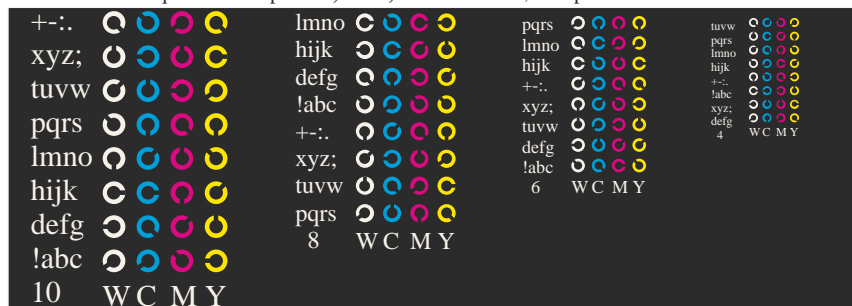 +-:.
xyz;
tuvw
pqrs
lmno
hijk
defg
!abc
10 W C M Y
lmno
hijk
defg
!abc
+-:.
xyz;
tuvw
pqrs
8 W C M Y
pqrs
lmno
hijk
+-:.
xyz;
tuvw
defg
!abc
6 W C M Y
tuvw
pqrs
lmno
hijk
+-:.
!abc
xyz;
defg
4 W C M Y